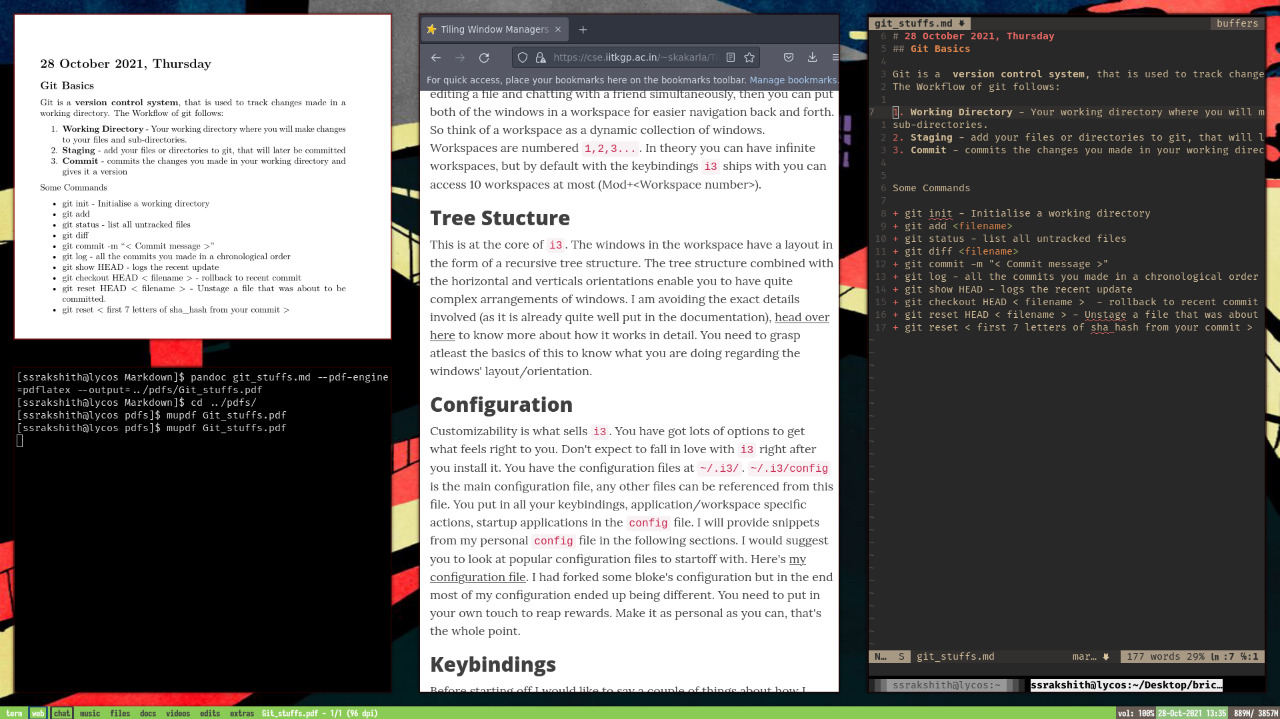 28 October 2021, Thursday
Git Basics
Git is a version control system, that is used to track changes made in a
working directory. The Workflow of git follows:
1. Working Directory - Your working directory where you will make changes
to your files and sub-directories.
2. Staging - add your files or directories to git, that will later be committed
3. Commit - commits the changes you made in your working directory and
gives it a version
Some Commands
• git init - Initialise a working directory
• git add
• git status - list all untracked files
• git diff
• git commit -m “< Commit message >”
• git log - all the commits you made in a chronological order
• git show HEAD - logs the recent update
• git checkout HEAD < filename > - rollback to recent commit
• git reset HEAD < filename > - Unstage a file that was about to be
committed.
• git reset < first 7 letters of sha_hash from your commit >
[ssrakshith@lycos Markdown]$ pandoc git_stuffs.md --pdf-engine
=pdflatex --output=../pdfs/Git_stuffs.pdf
[ssrakshith@lycos Markdown]$ cd ../pdfs/
[ssrakshith@lycos pdfs]$ mupdf Git_stuffs.pdf
[ssrakshith@lycos pdfs]$ mupdf Git_stuffs.pdf
Tiling Window Managers
https://cse.iitkgp.ac.in/~skakarla/T
For quick access, place your bookmarks here on the bookmarks toolbar. Manage bookmarks.
editing a file and chatting with a friend simultaneously, then you can put
both of the windows in a workspace for easier navigation back and forth.
So think of a workspace as a dynamic collection of windows.
Workspaces are numbered 1,2,3... . In theory you can have infinite
workspaces, but by default with the keybindings i3 ships with you can
access 10 workspaces at most (Mod+<Workspace number>).
Tree Stucture
This is at the core of i3 . The windows in the workspace have a layout in
the form of a recursive tree structure. The tree structure combined with
the horizontal and verticals orientations enable you to have quite
complex arrangements of windows. I am avoiding the exact details
involved (as it is already quite well put in the documentation), head over
here to know more about how it works in detail. You need to grasp
atleast the basics of this to know what you are doing regarding the
windows' layout/orientation.
Configuration
Customizability is what sells i3 . You have got lots of options to get
what feels right to you. Don't expect to fall in love with i3 right after
you install it. You have the configuration files at ~/.i3/ . ~/.i3/config
is the main configuration file, any other files can be referenced from this
file. You put in all your keybindings, application/workspace specific
actions, startup applications in the config file. I will provide snippets
from my personal config file in the following sections. I would suggest
you to look at popular configuration files to startoff with. Here's my
configuration file. I had forked some bloke's configuration but in the end
most of my configuration ended up being different. You need to put in
your own touch to reap rewards. Make it as personal as you can, that's
the whole point.
Keybindings
Before starting off I would like to say a couple of things about how I
git_stuffs.md buffers
6 # 28 October 2021, Thursday
5 ## Git Basics
4
3 Git is a  version control system, that is used to track change
2 The Workflow of git follows:
1
7 1. Working Directory - Your working directory where you will m
1 sub-directories.
2 2. Staging - add your files or directories to git, that will l
3 3. Commit - commits the changes you made in your working direc
4
5
6 Some Commands
7
8 + git init - Initialise a working directory
9 + git add <filename>
10 + git status - list all untracked files
11 + git diff <filename>
12 + git commit -m "< Commit message >"
13 + git log - all the commits you made in a chronological order
14 + git show HEAD - logs the recent update
15 + git checkout HEAD < filename >  - rollback to recent commit
16 + git reset HEAD < filename > - Unstage a file that was about
17 + git reset < first 7 letters of sha_hash from your commit >
N… S git_stuffs.md mar… 177 words 29% ln :7 ℅:1
ssrakshith@lycos:~ ssrakshith@lycos:~/Desktop/bric…
term web chat music files docs videos edits extras Git_stuffs.pdf - 1/1 (96 dpi) vol: 100% 28-Oct-2021 13:35 889M/ 3857M